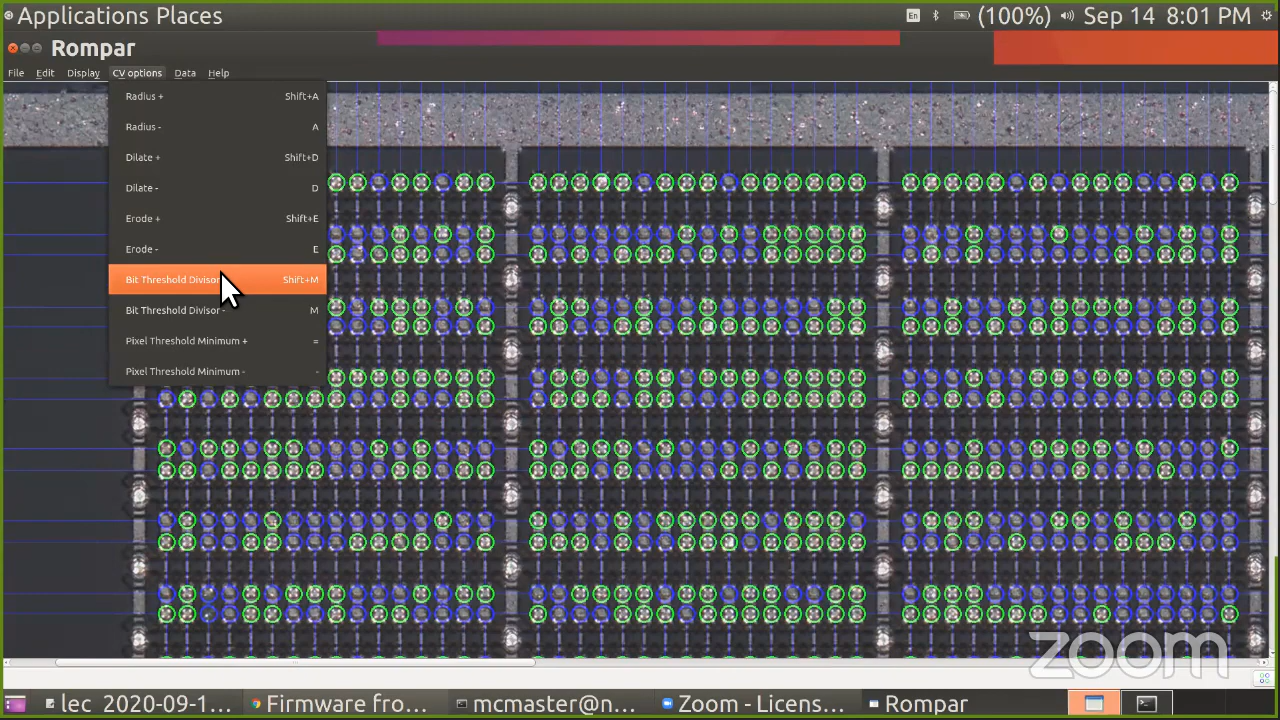 Applications Places
En (100%) Sep 14 8:01 PM
Rompar
File Edit Display CV options Data Help
Radius + Shift+A
Radius - A
Dilate + Shift+D
Dilate - D
Erode + Shift+E
Erode - E
Bit Threshold Divisor Shift+M
Bit Threshold Divisor - M
Pixel Threshold Minimum + =
Pixel Threshold Minimum - -
zoom
lec 2020-09-1... Firmware fro... mcmaster@n... Zoom - Licens... Rompar